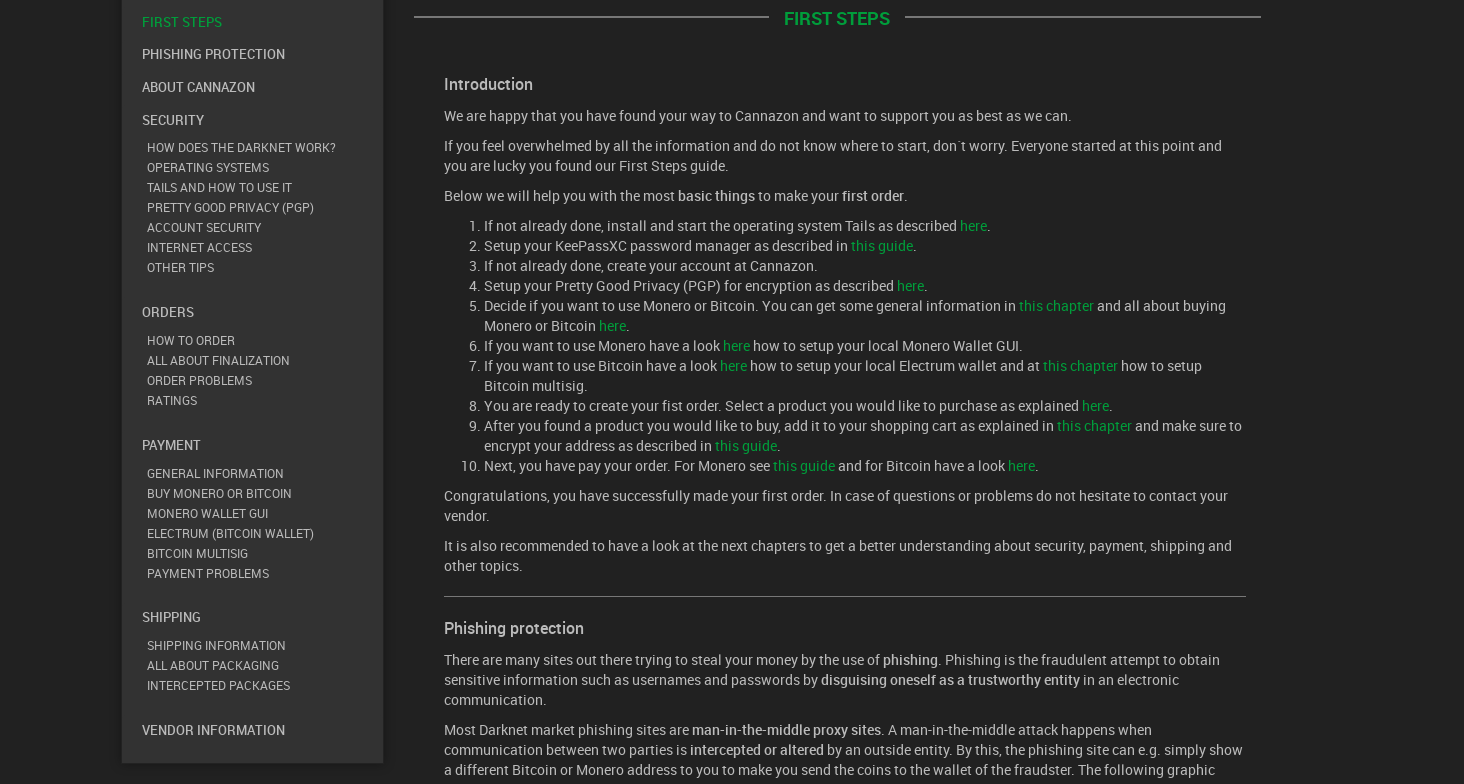 FIRST STEPS
PHISHING PROTECTION
ABOUT CANNAZON
SECURITY
HOW DOES THE DARKNET WORK?
OPERATING SYSTEMS
TAILS AND HOW TO USE IT
PRETTY GOOD PRIVACY (PGP)
ACCOUNT SECURITY
INTERNET ACCESS
OTHER TIPS
ORDERS
HOW TO ORDER
ALL ABOUT FINALIZATION
ORDER PROBLEMS
RATINGS
PAYMENT
GENERAL INFORMATION
BUY MONERO OR BITCOIN
MONERO WALLET GUI
ELECTRUM (BITCOIN WALLET)
BITCOIN MULTISIG
PAYMENT PROBLEMS
SHIPPING
SHIPPING INFORMATION
ALL ABOUT PACKAGING
INTERCEPTED PACKAGES
VENDOR INFORMATION
FIRST STEPS
Introduction
We are happy that you have found your way to Cannazon and want to support you as best as we can.
If you feel overwhelmed by all the information and do not know where to start, don´t worry. Everyone started at this point and
you are lucky you found our First Steps guide.
Below we will help you with the most basic things to make your first order.
1. If not already done, install and start the operating system Tails as described here.
2. Setup your KeePassXC password manager as described in this guide.
3. If not already done, create your account at Cannazon.
4. Setup your Pretty Good Privacy (PGP) for encryption as described here.
5. Decide if you want to use Monero or Bitcoin. You can get some general information in this chapter and all about buying
Monero or Bitcoin here.
6. If you want to use Monero have a look here how to setup your local Monero Wallet GUI.
7. If you want to use Bitcoin have a look here how to setup your local Electrum wallet and at this chapter how to setup
Bitcoin multisig.
8. You are ready to create your fist order. Select a product you would like to purchase as explained here.
9. After you found a product you would like to buy, add it to your shopping cart as explained in this chapter and make sure to
encrypt your address as described in this guide.
10. Next, you have pay your order. For Monero see this guide and for Bitcoin have a look here.
Congratulations, you have successfully made your first order. In case of questions or problems do not hesitate to contact your
vendor.
It is also recommended to have a look at the next chapters to get a better understanding about security, payment, shipping and
other topics.
Phishing protection
There are many sites out there trying to steal your money by the use of phishing. Phishing is the fraudulent attempt to obtain
sensitive information such as usernames and passwords by disguising oneself as a trustworthy entity in an electronic
communication.
Most Darknet market phishing sites are man-in-the-middle proxy sites. A man-in-the-middle attack happens when
communication between two parties is intercepted or altered by an outside entity. By this, the phishing site can e.g. simply show
a different Bitcoin or Monero address to you to make you send the coins to the wallet of the fraudster. The following graphic